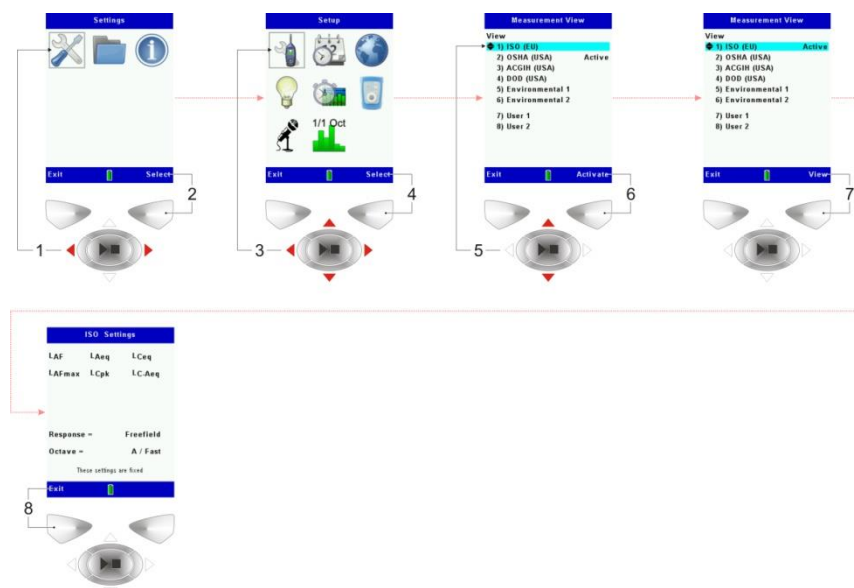 Settings
Exit Select
2
1
Setup
1/1 Oct
Exit Select
4
3
Measurement View
View
1) ISO (EU)
2) OSHA (USA) Active
3) ACGIH (USA)
4) DOD (USA)
5) Environmental 1
6) Environmental 2
7) User 1
8) User 2
Exit Activate
6
5
Measurement View
View
1) ISO (EU) Active
2) OSHA (USA)
3) ACGIH (USA)
4) DOD (USA)
5) Environmental 1
6) Environmental 2
7) User 1
8) User 2
Exit View
7
ISO Settings
LAF LAeq LCeq
LAFmax LCpk LC-Aeq
Response = Freefield
Octave = A / Fast
These settings are fixed
Exit
8